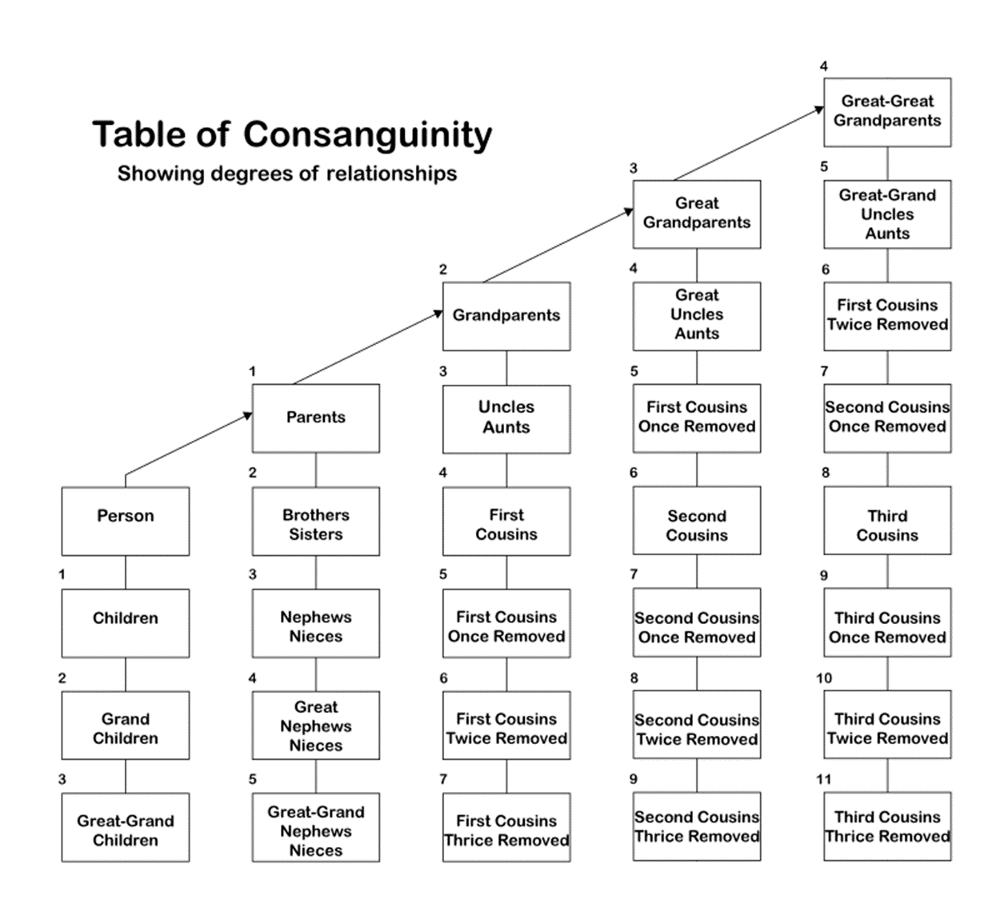 Table of Consanguinity
Showing degrees of relationships
4
Great-Great
Grandparents
3
Great
Grandparents
5
Great-Grand
Uncles
Aunts
2
Grandparents
4
Great
Uncles
Aunts
6
First Cousins
Twice Removed
1
Parents
3
Uncles
Aunts
5
First Cousins
Once Removed
7
Second Cousins
Once Removed
Person
2
Brothers
Sisters
4
First
Cousins
6
Second
Cousins
8
Third
Cousins
1
Children
3
Nephews
Nieces
5
First Cousins
Once Removed
7
Second Cousins
Once Removed
9
Third Cousins
Once Removed
2
Grand
Children
4
Great
Nephews
Nieces
6
First Cousins
Twice Removed
8
Second Cousins
Twice Removed
10
Third Cousins
Twice Removed
3
Great-Grand
Children
5
Great-Grand
Nephews
Nieces
7
First Cousins
Thrice Removed
9
Second Cousins
Thrice Removed
11
Third Cousins
Thrice Removed